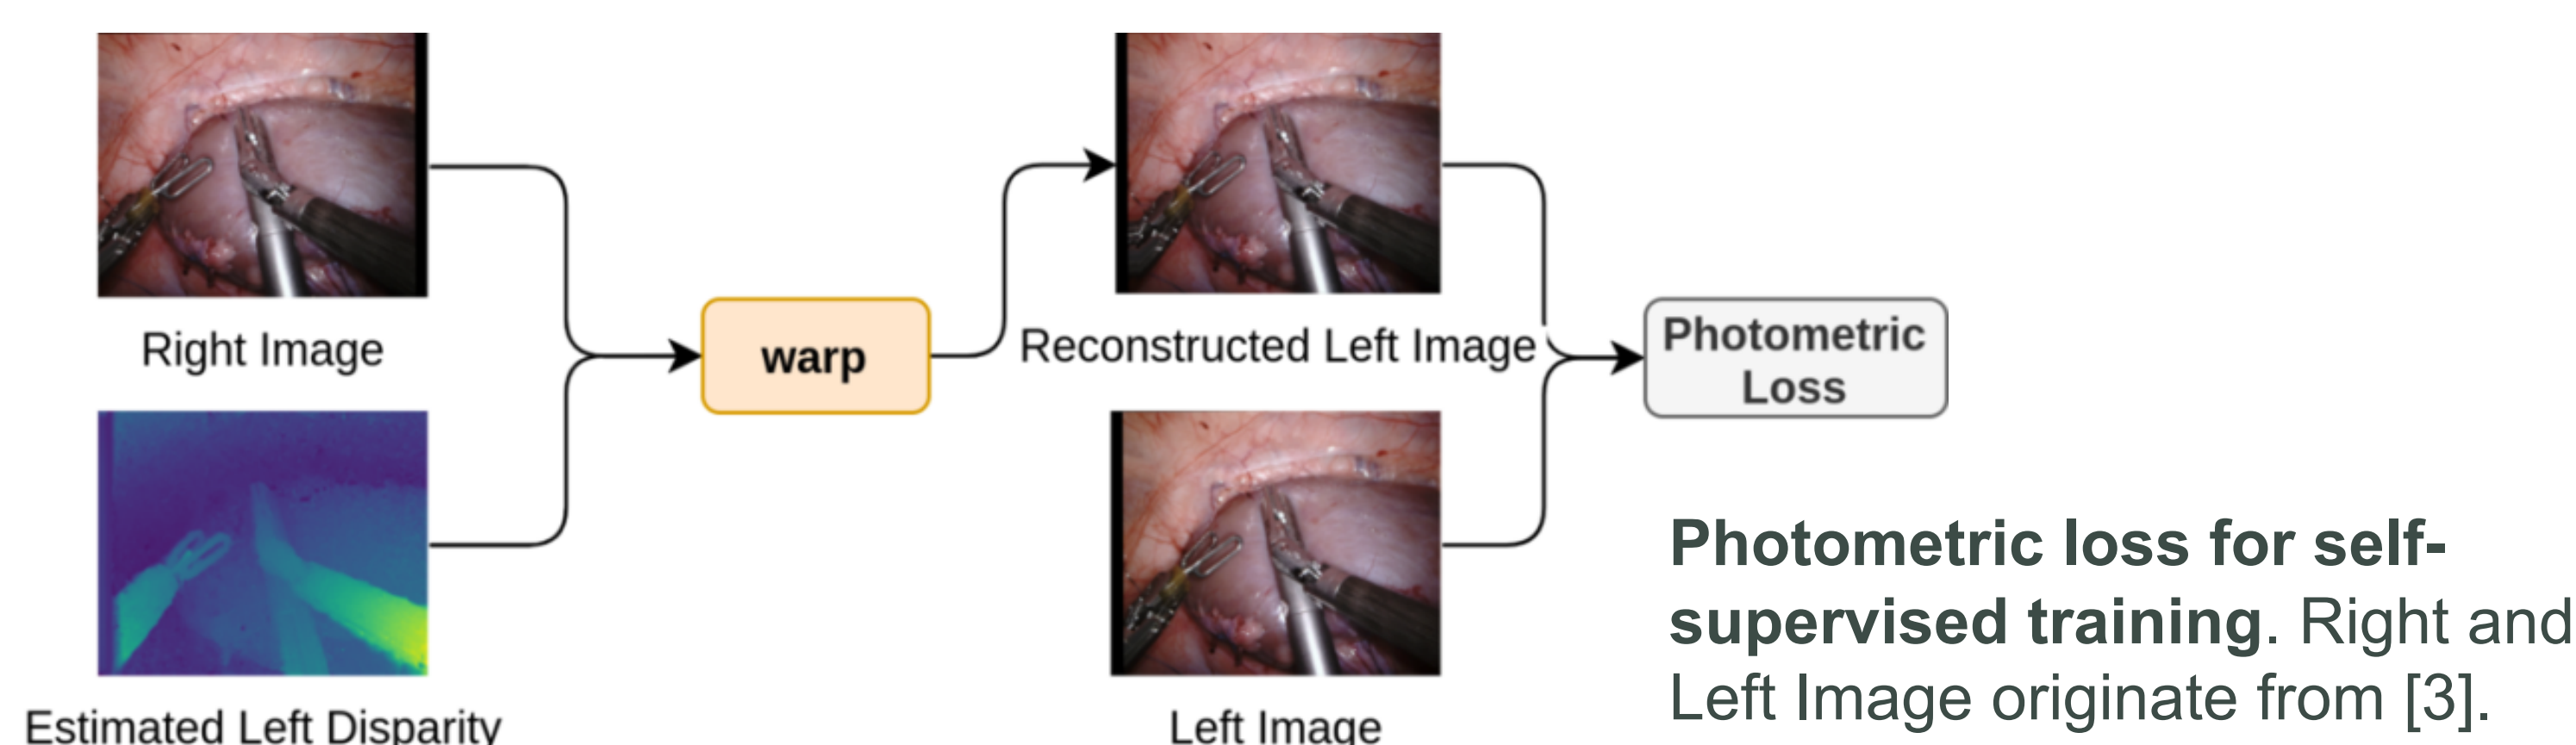 Right Image
Estimated Left Disparity
warp
Reconstructed Left Image
Left Image
Photometric
Loss
Photometric loss for self-
supervised training. Right and
Left Image originate from [3].